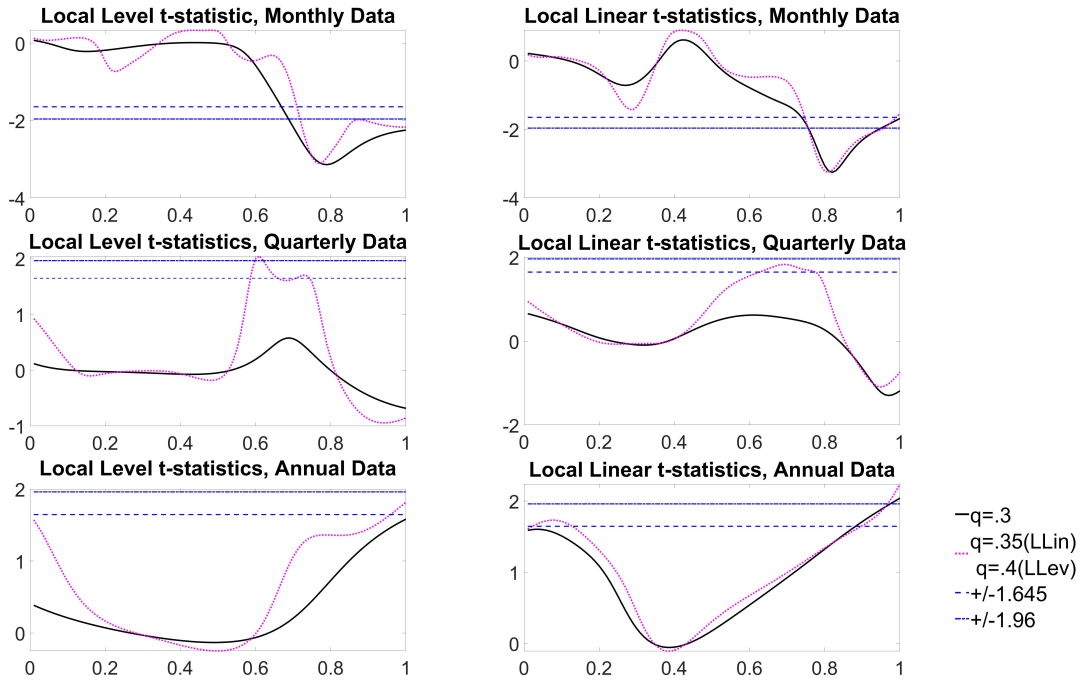 Local Level t-statistic, Monthly Data
0
-2
-4
0 0.2 0.4 0.6 0.8 1
Local Linear t-statistics, Monthly Data
0
-2
-4
0 0.2 0.4 0.6 0.8 1
Local Level t-statistics, Quarterly Data
2
1
0
-1
0 0.2 0.4 0.6 0.8 1
Local Linear t-statistics, Quarterly Data
2
0
-2
0 0.2 0.4 0.6 0.8 1
Local Level t-statistics, Annual Data
2
1
0
0 0.2 0.4 0.6 0.8 1
Local Linear t-statistics, Annual Data
2
1
0
0 0.2 0.4 0.6 0.8 1
q=.3
q=.35(LLin)
q=.4(LLev)
+/-1.645
+/-1.96